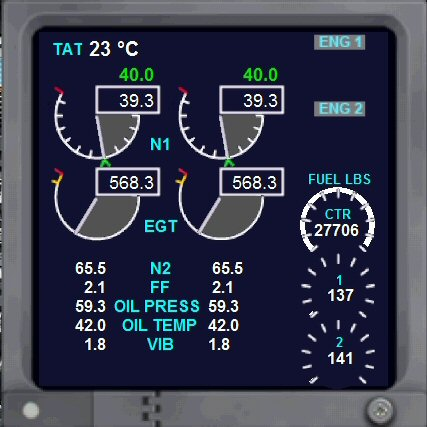 TAT 23 °C
ENG 1
40.0 40.0
39.3 39.3
ENG 2
N1
568.3 568.3
FUEL LBS
CTR
27706
EGT
65.5 N2 65.5
1
2.1 FF 2.1
137
59.3 OIL PRESS 59.3
42.0 OIL TEMP 42.0
1.8 VIB 1.8
2
141